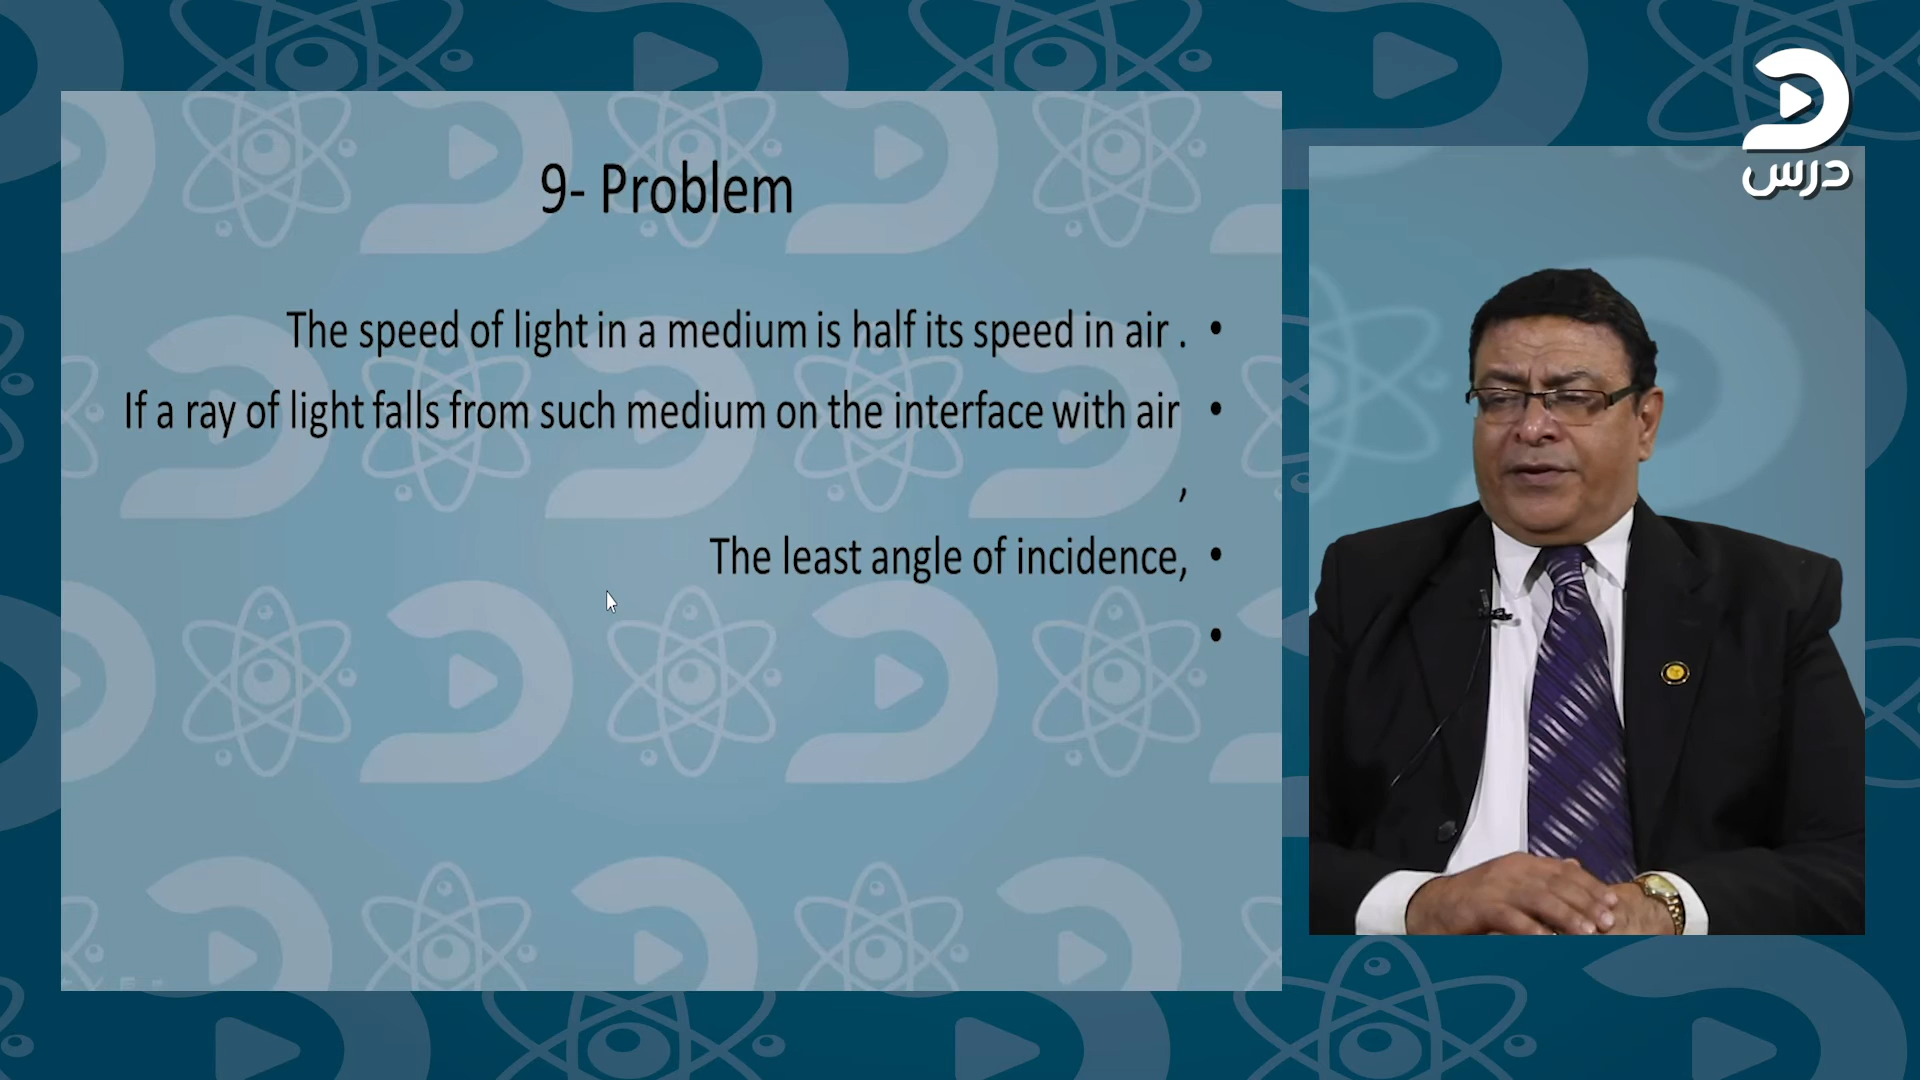 درس
9- Problem
• The speed of light in a medium is half its speed in air .
• If a ray of light falls from such medium on the interface with air
,
• The least angle of incidence,
•